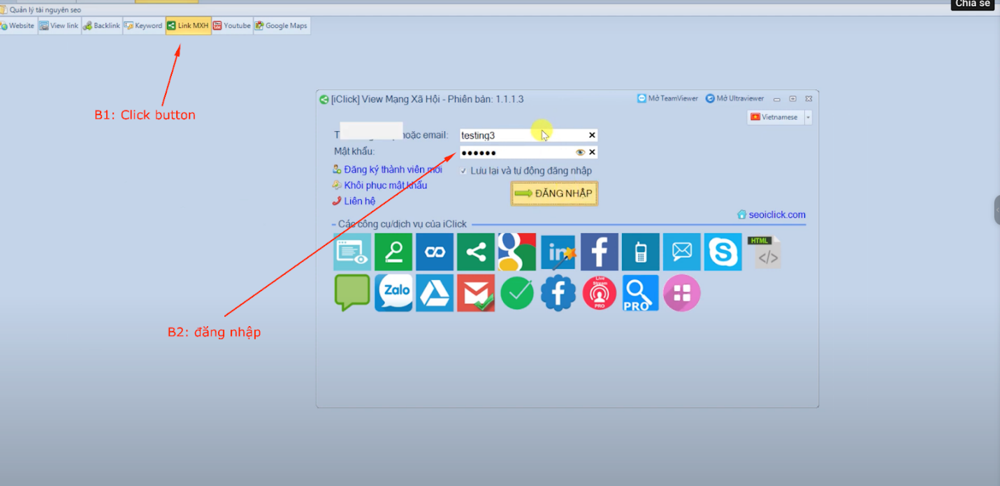 Chia sẻ
Quản lý tài nguyên seo
Website View link Backlink Keyword Link MXH Youtube Google Maps
B1: Click button
[iClick] View Mạng Xã Hội - Phiên bản: 1.1.1.3
Mở TeamViewer Mở Ultraviewer
Vietnamese
hoặc email: testing3
Mật khẩu:
Đăng ký thành viên mới
Lưu lại và tự động đăng nhập
Khôi phục mật khẩu
ĐĂNG NHẬP
Liên hệ
seoiclick.com
Các công cụ/dịch vụ của iClick
in
f
S
HTML
</>
Zalo
f
Live Stream
PRO
PRO
B2: đăng nhập